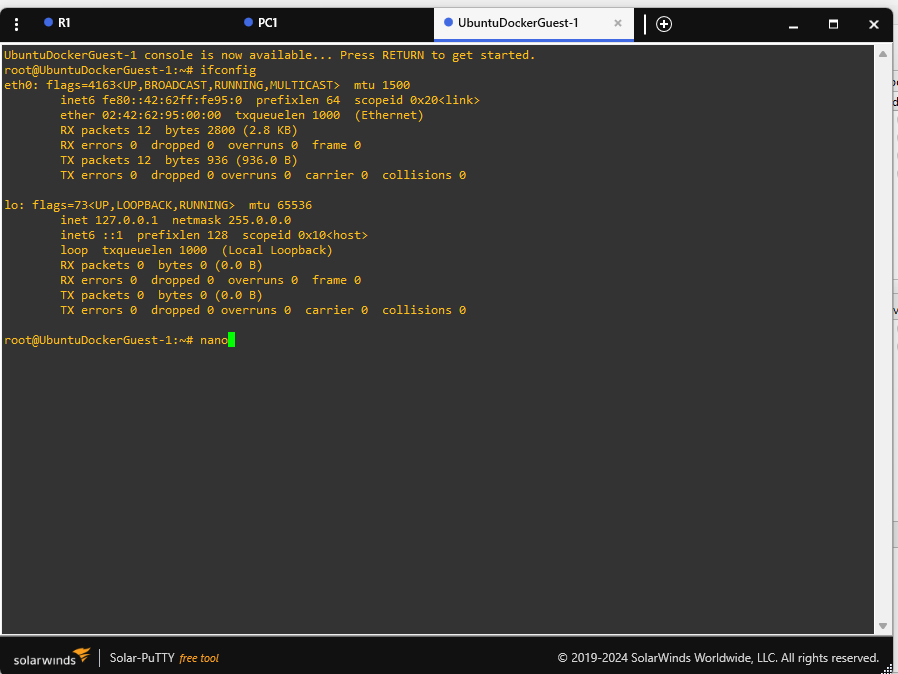 R1 PC1 UbuntuDockerGuest-1
UbuntuDockerGuest-1 console is now available... Press RETURN to get started.
root@UbuntuDockerGuest-1:~# ifconfig
eth0: flags=4163<UP,BROADCAST,RUNNING,MULTICAST>  mtu 1500
        inet6 fe80::42:62ff:fe95:0  prefixlen 64  scopeid 0x20<link>
        ether 02:42:62:95:00:00  txqueuelen 1000  (Ethernet)
        RX packets 12  bytes 2800 (2.8 KB)
        RX errors 0  dropped 0  overruns 0  frame 0
        TX packets 12  bytes 936 (936.0 B)
        TX errors 0  dropped 0 overruns 0  carrier 0  collisions 0

lo: flags=73<UP,LOOPBACK,RUNNING>  mtu 65536
        inet 127.0.0.1  netmask 255.0.0.0
        inet6 ::1  prefixlen 128  scopeid 0x10<host>
        loop  txqueuelen 1000  (Local Loopback)
        RX packets 0  bytes 0 (0.0 B)
        RX errors 0  dropped 0  overruns 0  frame 0
        TX packets 0  bytes 0 (0.0 B)
        TX errors 0  dropped 0 overruns 0  carrier 0  collisions 0

root@UbuntuDockerGuest-1:~# nano
solarwinds Solar-PuTTY free tool © 2019-2024 SolarWinds Worldwide, LLC. All rights reserved.